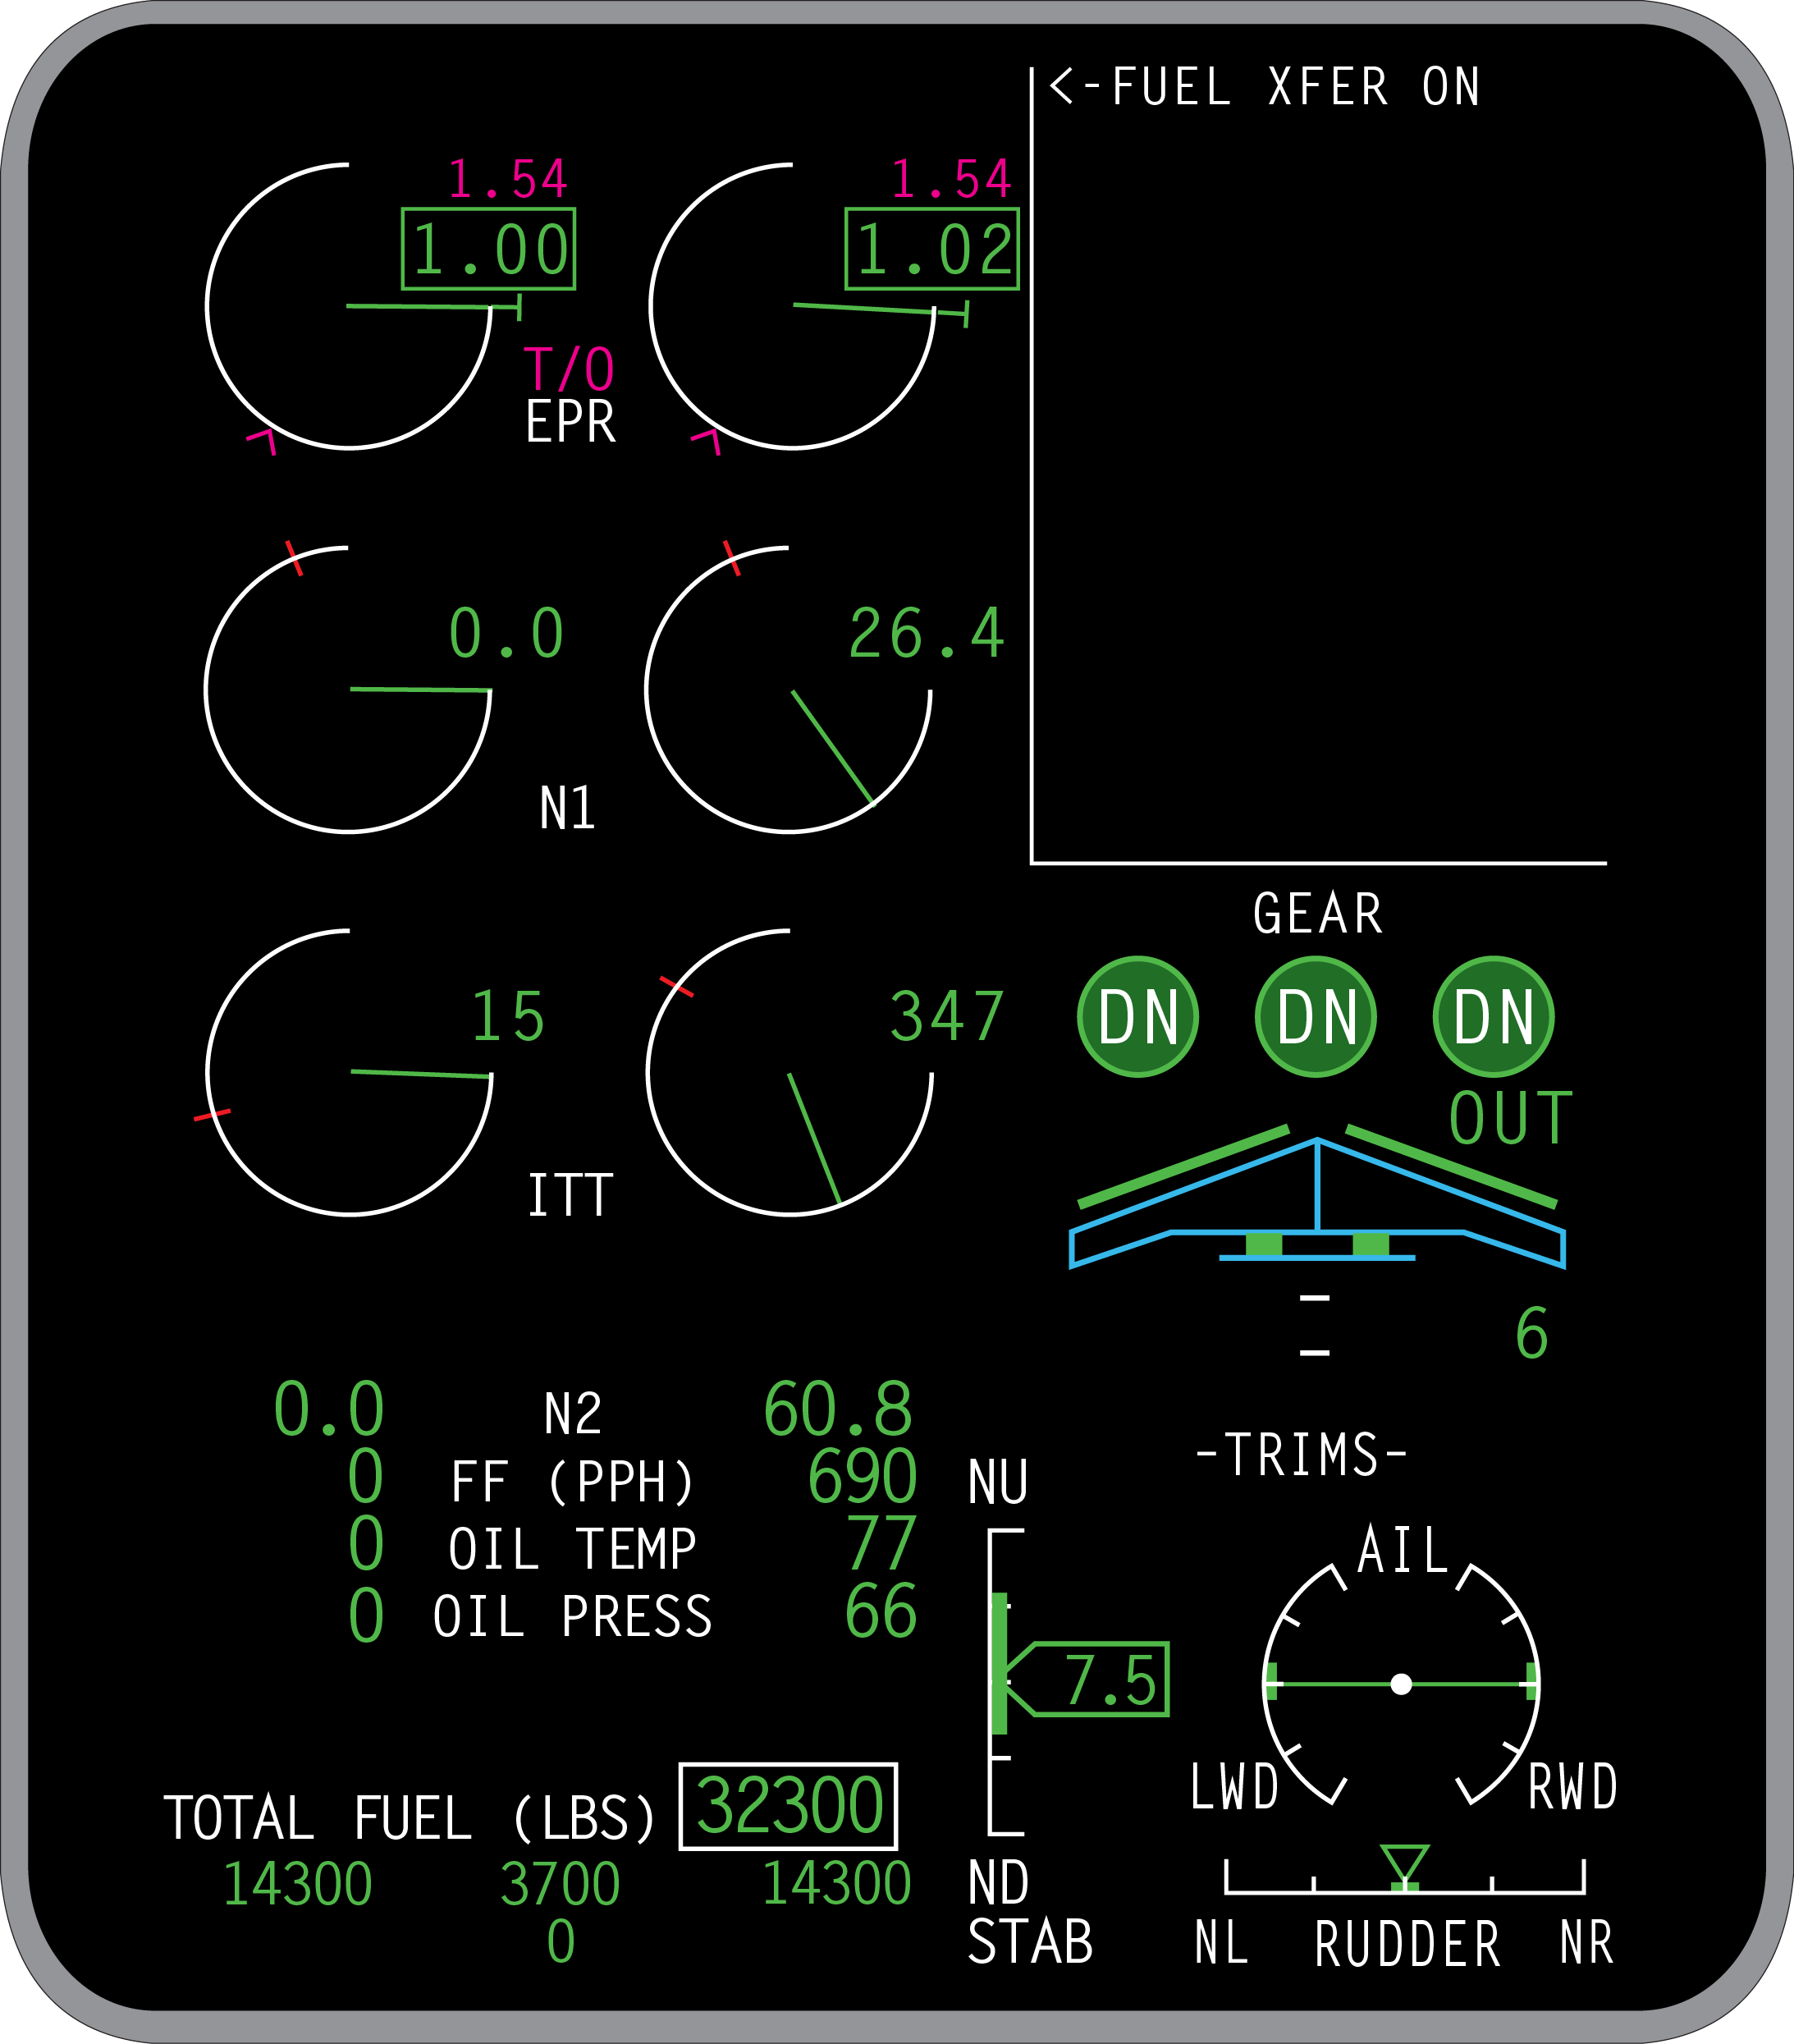 <-FUEL XFER ON
1.54 1.54
1.00 1.02
T/O
EPR
0.0 26.4
N1
GEAR
15 347
DN DN DN
OUT
ITT
6
0.0 N2 60.8
0 FF (PPH) 690
0 OIL TEMP 77
0 OIL PRESS 66
TOTAL FUEL (LBS) 32300
14300 3700 14300
0
-TRIMS-
NU
7.5
ND
STAB
AIL
LWD RWD
NL RUDDER NR